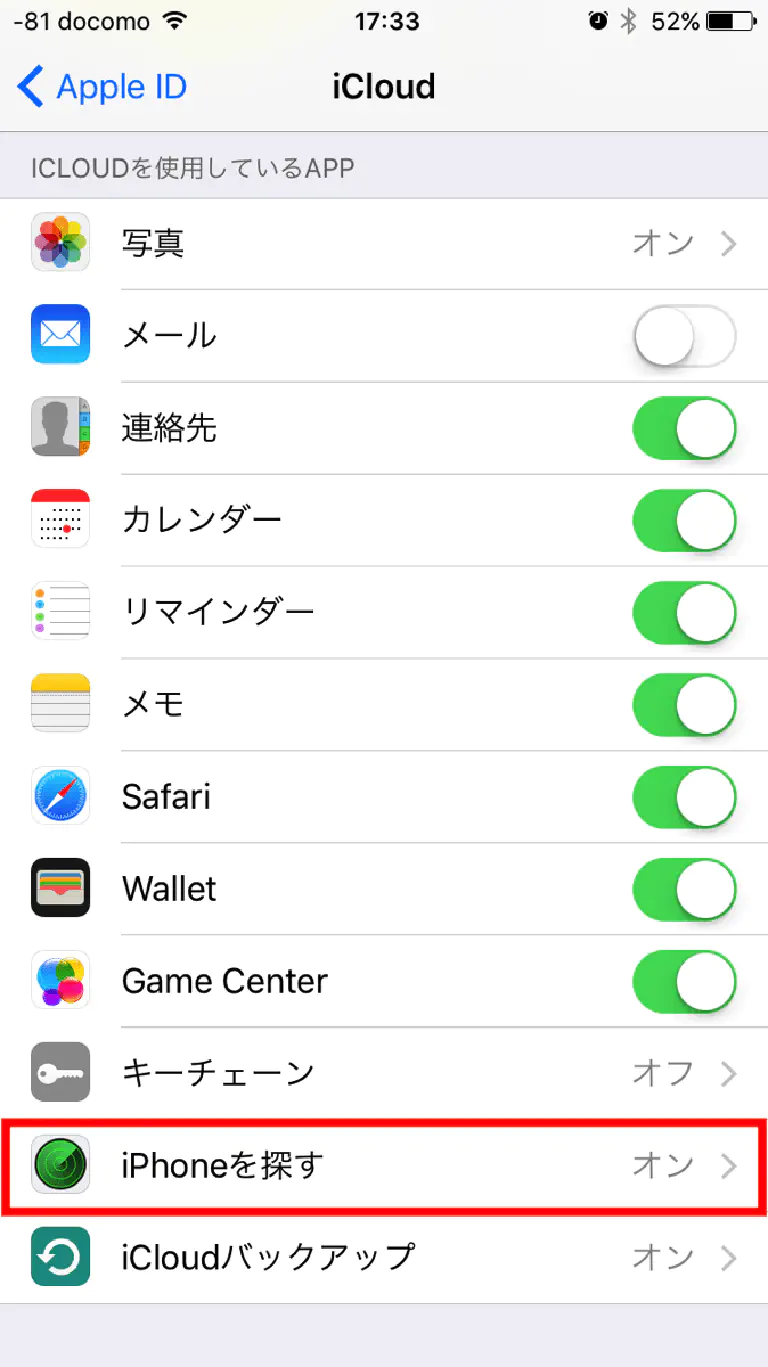 -81 docomo 17:33 52%
Apple ID iCloud
ICLOUDを使用しているAPP
写真 オン
メール
連絡先
カレンダー
リマインダー
メモ
Safari
Wallet
Game Center
キーチェーン オフ
iPhoneを探す オン
iCloudバックアップ オン